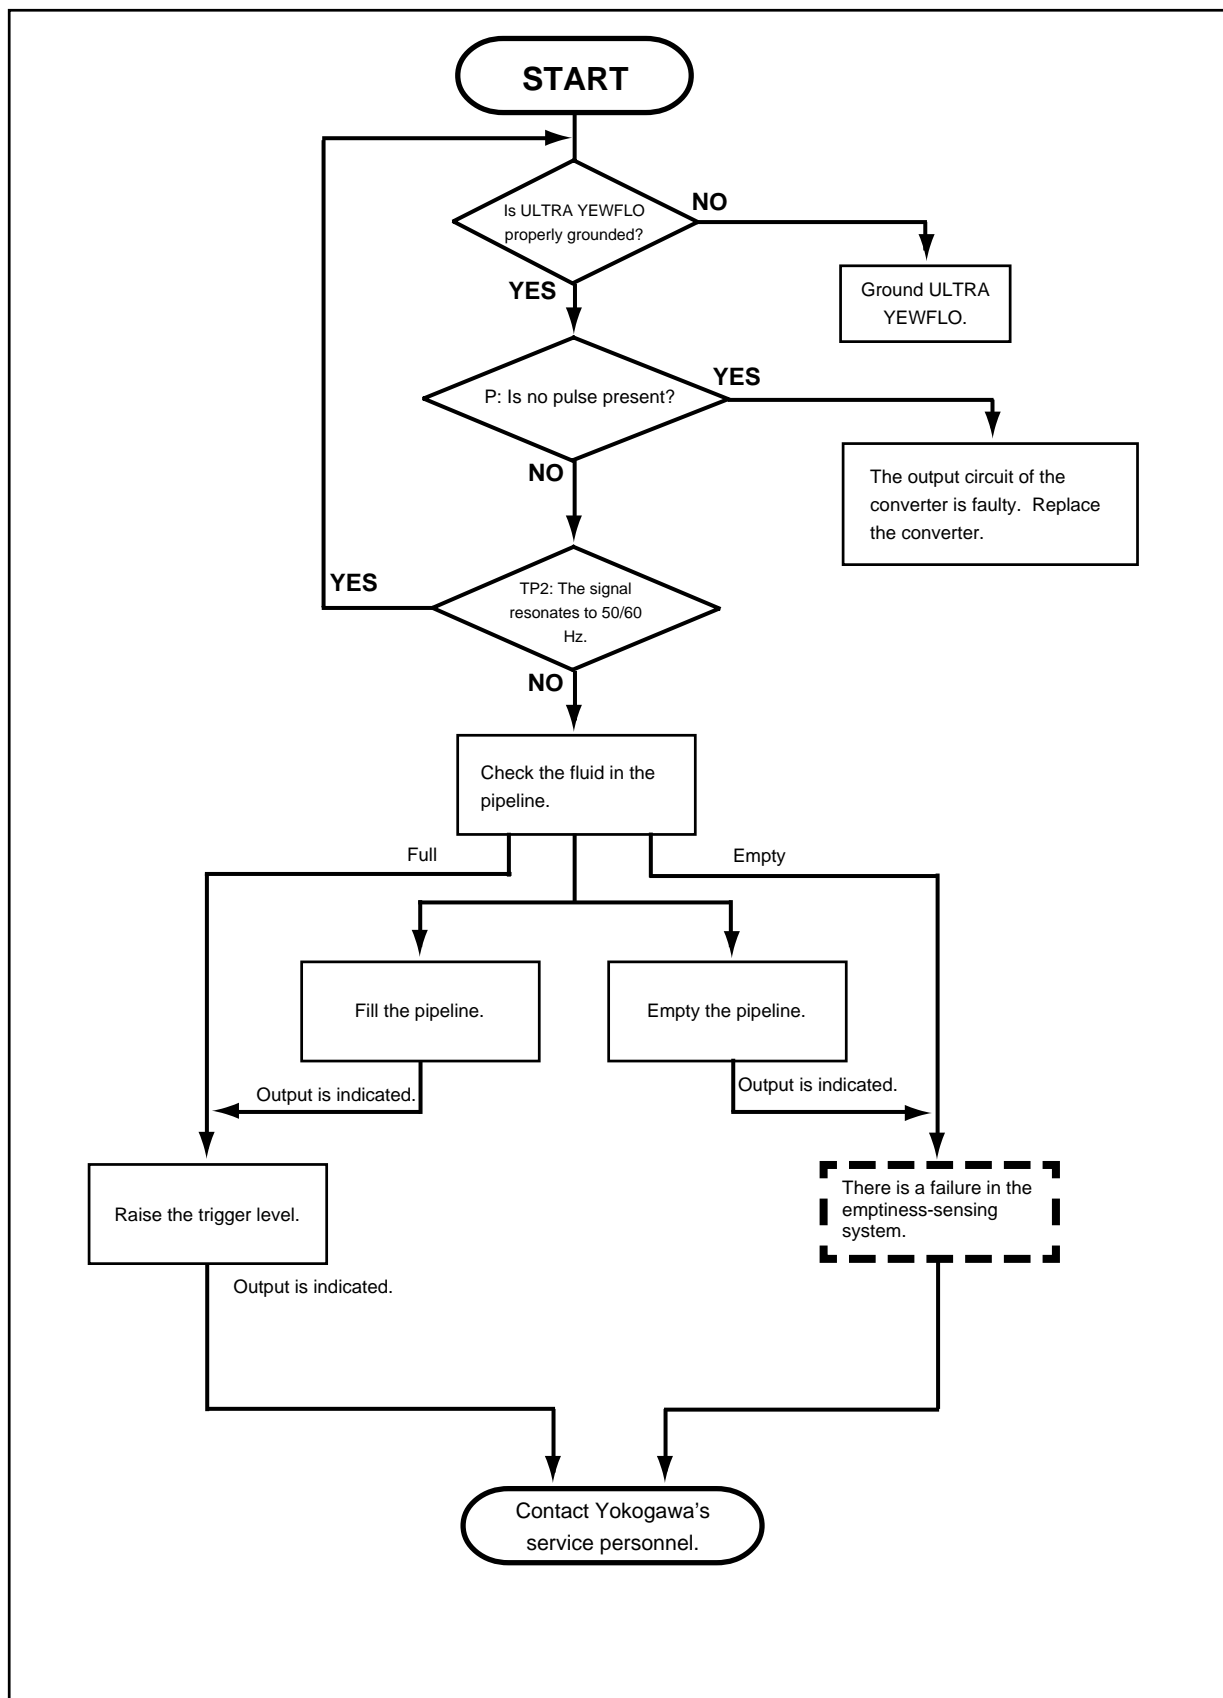 START
Is ULTRA YEWFLO
properly grounded?
NO
YES
Ground ULTRA
YEWFLO.
P: Is no pulse present?
YES
NO
The output circuit of the
converter is faulty.  Replace
the converter.
TP2: The signal
resonates to 50/60
Hz.
YES
NO
Check the fluid in the
pipeline.
Full
Empty
Fill the pipeline.
Empty the pipeline.
Output is indicated.
Output is indicated.
Raise the trigger level.
There is a failure in the
emptiness-sensing
system.
Output is indicated.
Contact Yokogawa’s
service personnel.